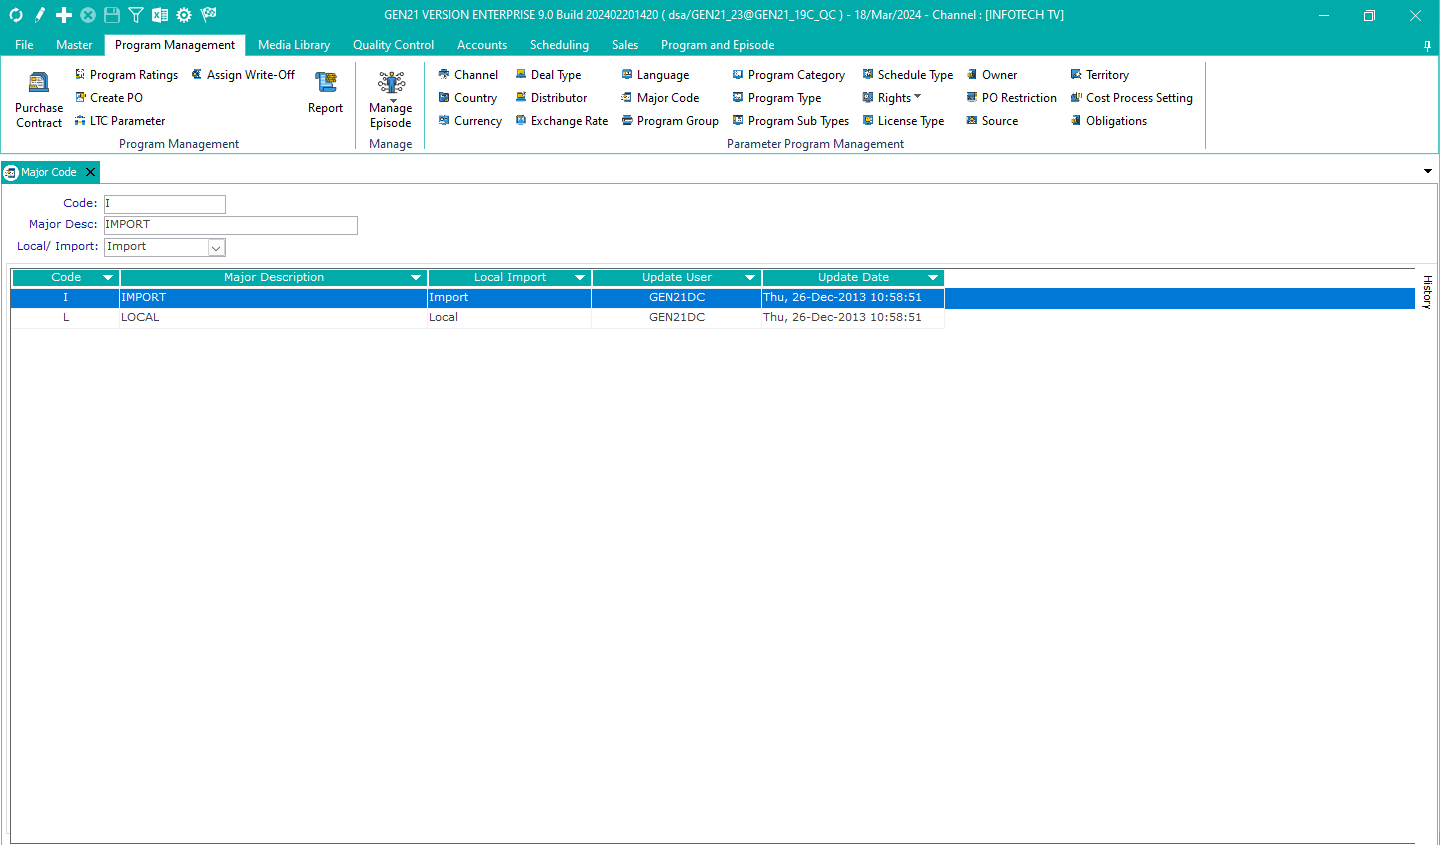 GEN21 VERSION ENTERPRISE 9.0 Build 202402201420 ( dsa/GEN21_23@GEN21_19C_QC ) - 18/Mar/2024 - Channel : [INFOTECH TV]
File Master Program Management Media Library Quality Control Accounts Scheduling Sales Program and Episode
Program Ratings Assign Write-Off Channel Deal Type Language Program Category Schedule Type Owner Territory
Purchase Contract Create PO Report Manage Episode Country Distributor Major Code Program Type Rights PO Restriction Cost Process Setting
LTC Parameter Currency Exchange Rate Program Group Program Sub Types License Type Source Obligations
Program Management Manage Parameter Program Management
Major Code
Code: I
Major Desc: IMPORT
Local/ Import: Import
Code Major Description Local Import Update User Update Date
I IMPORT Import GEN21DC Thu, 26-Dec-2013 10:58:51
L LOCAL Local GEN21DC Thu, 26-Dec-2013 10:58:51
History